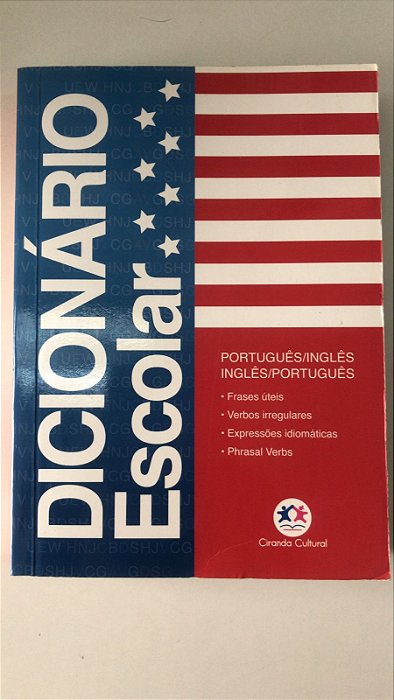 DICIONÁRIO
Escolar
PORTUGUÊS/INGLÊS
INGLÊS/PORTUGUÊS
• Frases úteis
• Verbos irregulares
• Expressões idiomáticas
• Phrasal Verbs
Ciranda Cultural